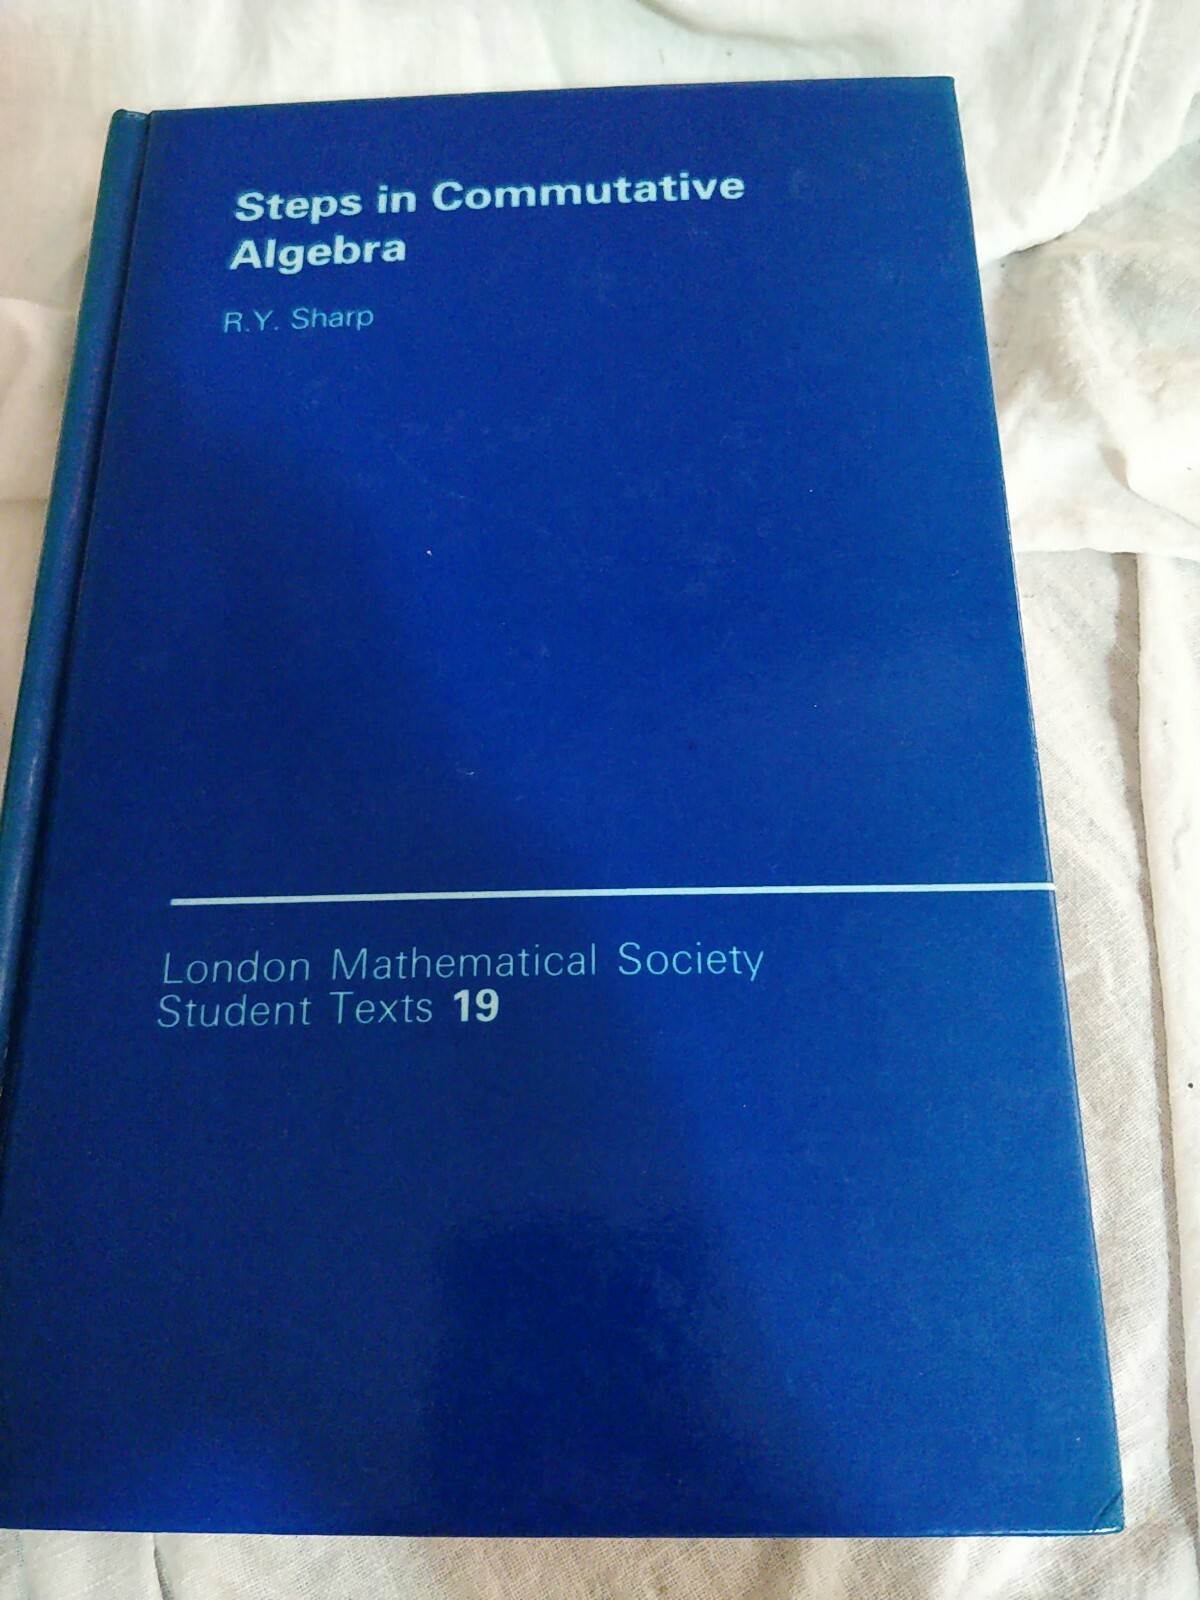 Steps in Commutative
Algebra
R.Y. Sharp
London Mathematical Society
Student Texts 19